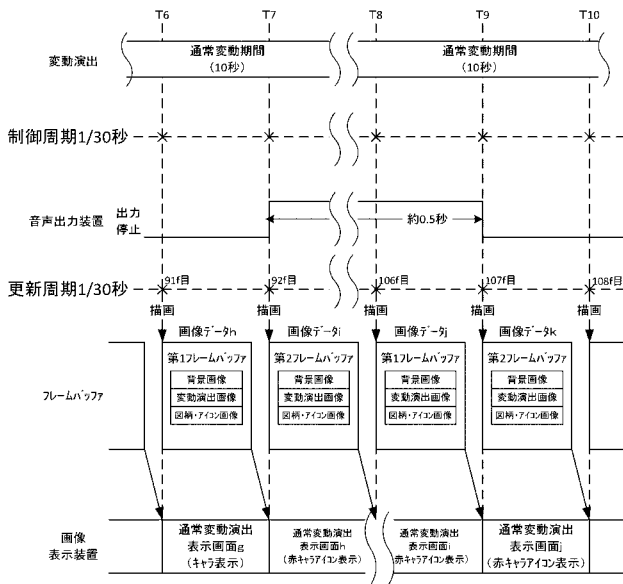 T6 T7 T8 T9 T10
変動演出
通常変動期間
(10秒)
通常変動期間
(10秒)
制御周期1/30秒
音声出力装置
出力
停止
約0.5秒
更新周期1/30秒
91f目 92f目 106f目 107f目 108f目
描画 描画 描画 描画 描画
画像データh 画像データi 画像データj 画像データk
フレームバッファ
第1フレームバッファ
背景画像
変動演出画像
図柄・アイコン画像
第2フレームバッファ
背景画像
変動演出画像
図柄・アイコン画像
第1フレームバッファ
背景画像
変動演出画像
図柄・アイコン画像
第2フレームバッファ
背景画像
変動演出画像
図柄・アイコン画像
画像
表示装置
通常変動演出
表示画面g
(キャラ表示)
通常変動演出
表示画面h
(赤キャラアイコン表示)
通常変動演出
表示画面i
(赤キャラアイコン表示)
通常変動演出
表示画面j
(赤キャラアイコン表示)